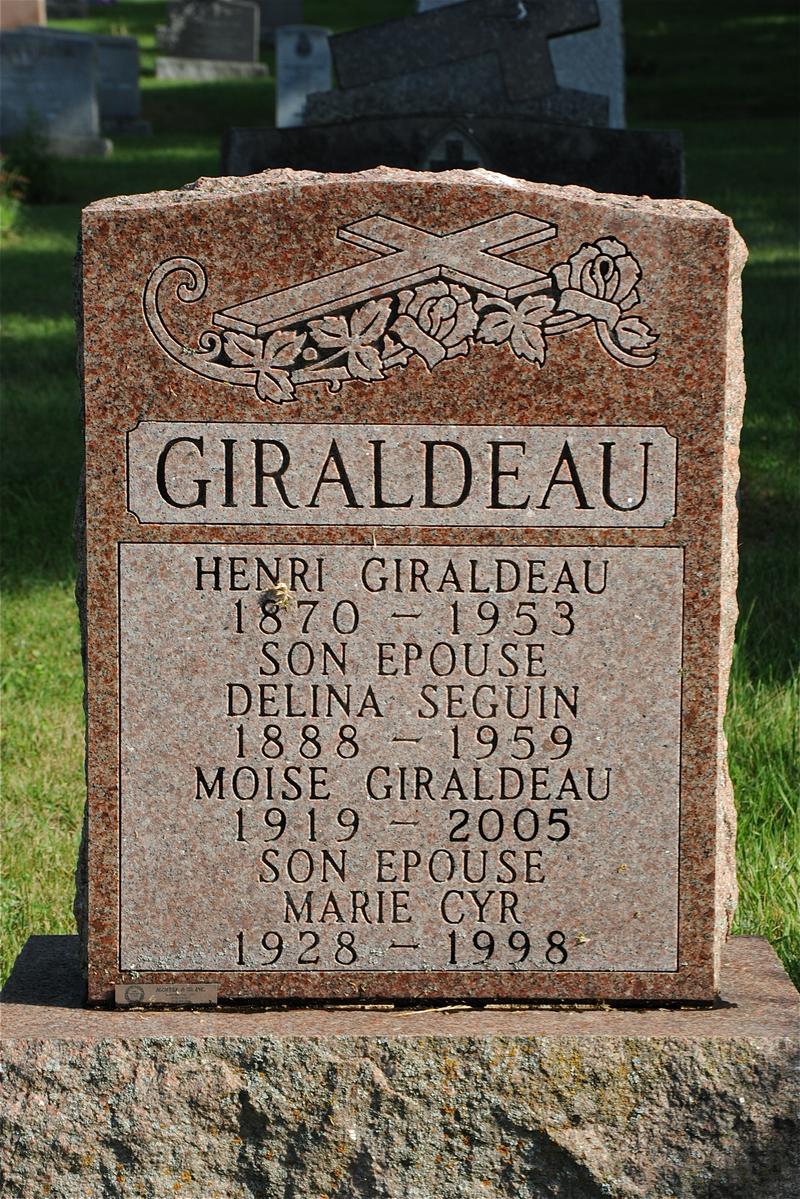 GIRALDEAU
HENRI GIRALDEAU
1870 - 1953
SON EPOUSE
DELINA SEGUIN
1888 - 1959
MOISE GIRALDEAU
1919 - 2005
SON EPOUSE
MARIE CYR
1928 - 1998